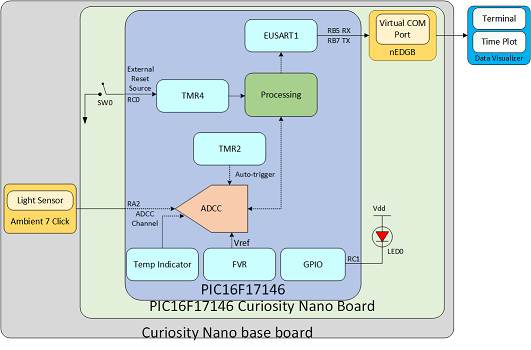 EUSART1
RB5 RX
RB7 TX
Virtual COM
Port
nEDGB
Terminal
Time Plot
Data Visualizer
External
Reset
Source
SW0
RC0
TMR4
Processing
TMR2
Auto-trigger
Light Sensor
Ambient 7 Click
RA2
ADCC
Channel
ADCC
Vref
Vdd
LED0
Temp Indicator
FVR
GPIO
RC1
PIC16F17146
PIC16F17146 Curiosity Nano Board
Curiosity Nano base board